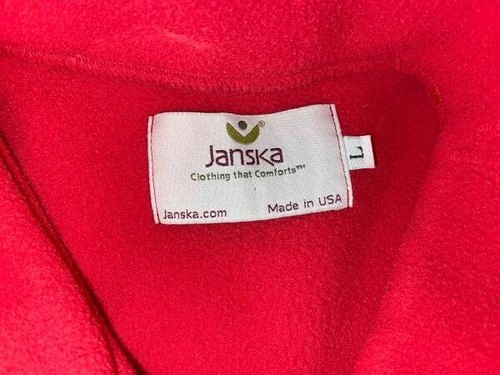 ®
Janska
Clothing that Comforts™
Janska.com Made in USA
L